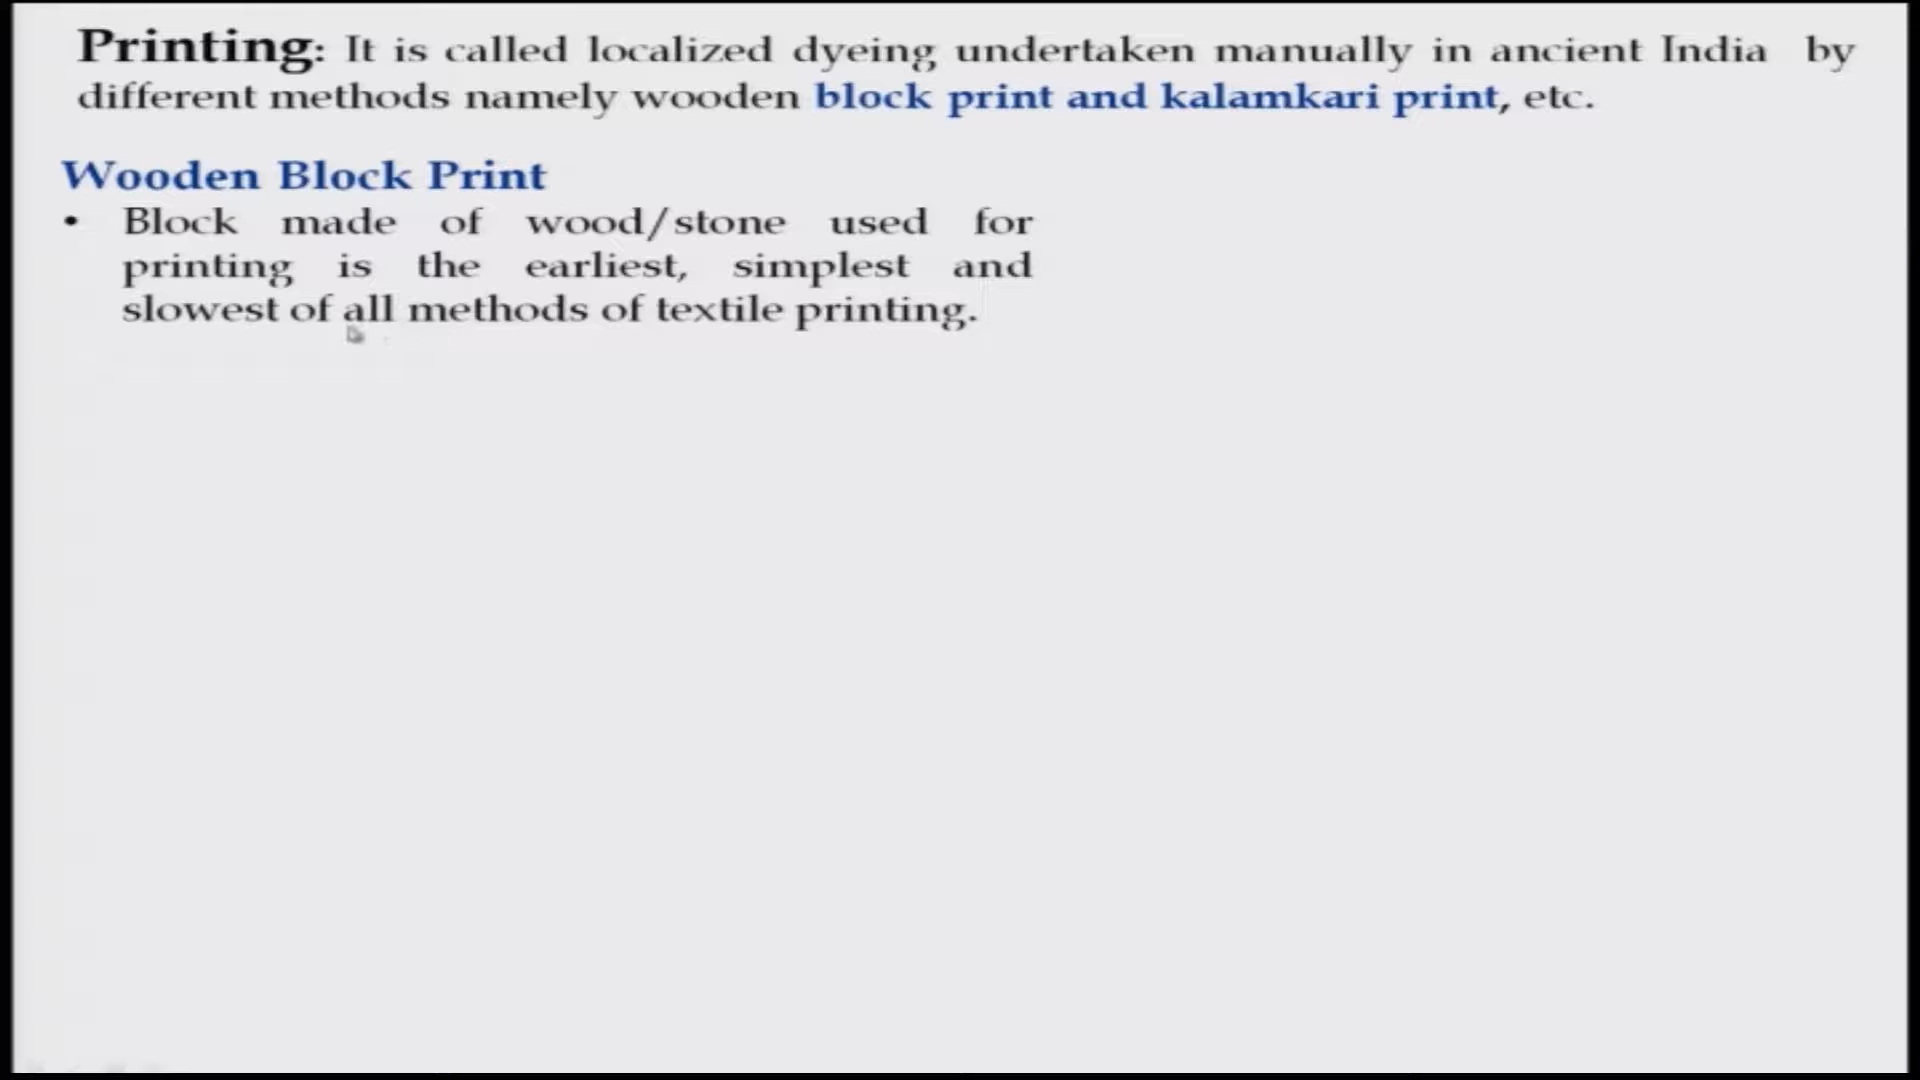 Printing: It is called localized dyeing undertaken manually in ancient India by
different methods namely wooden block print and kalamkari print, etc.
Wooden Block Print
• Block made of wood/stone used for
printing is the earliest, simplest and
slowest of all methods of textile printing.